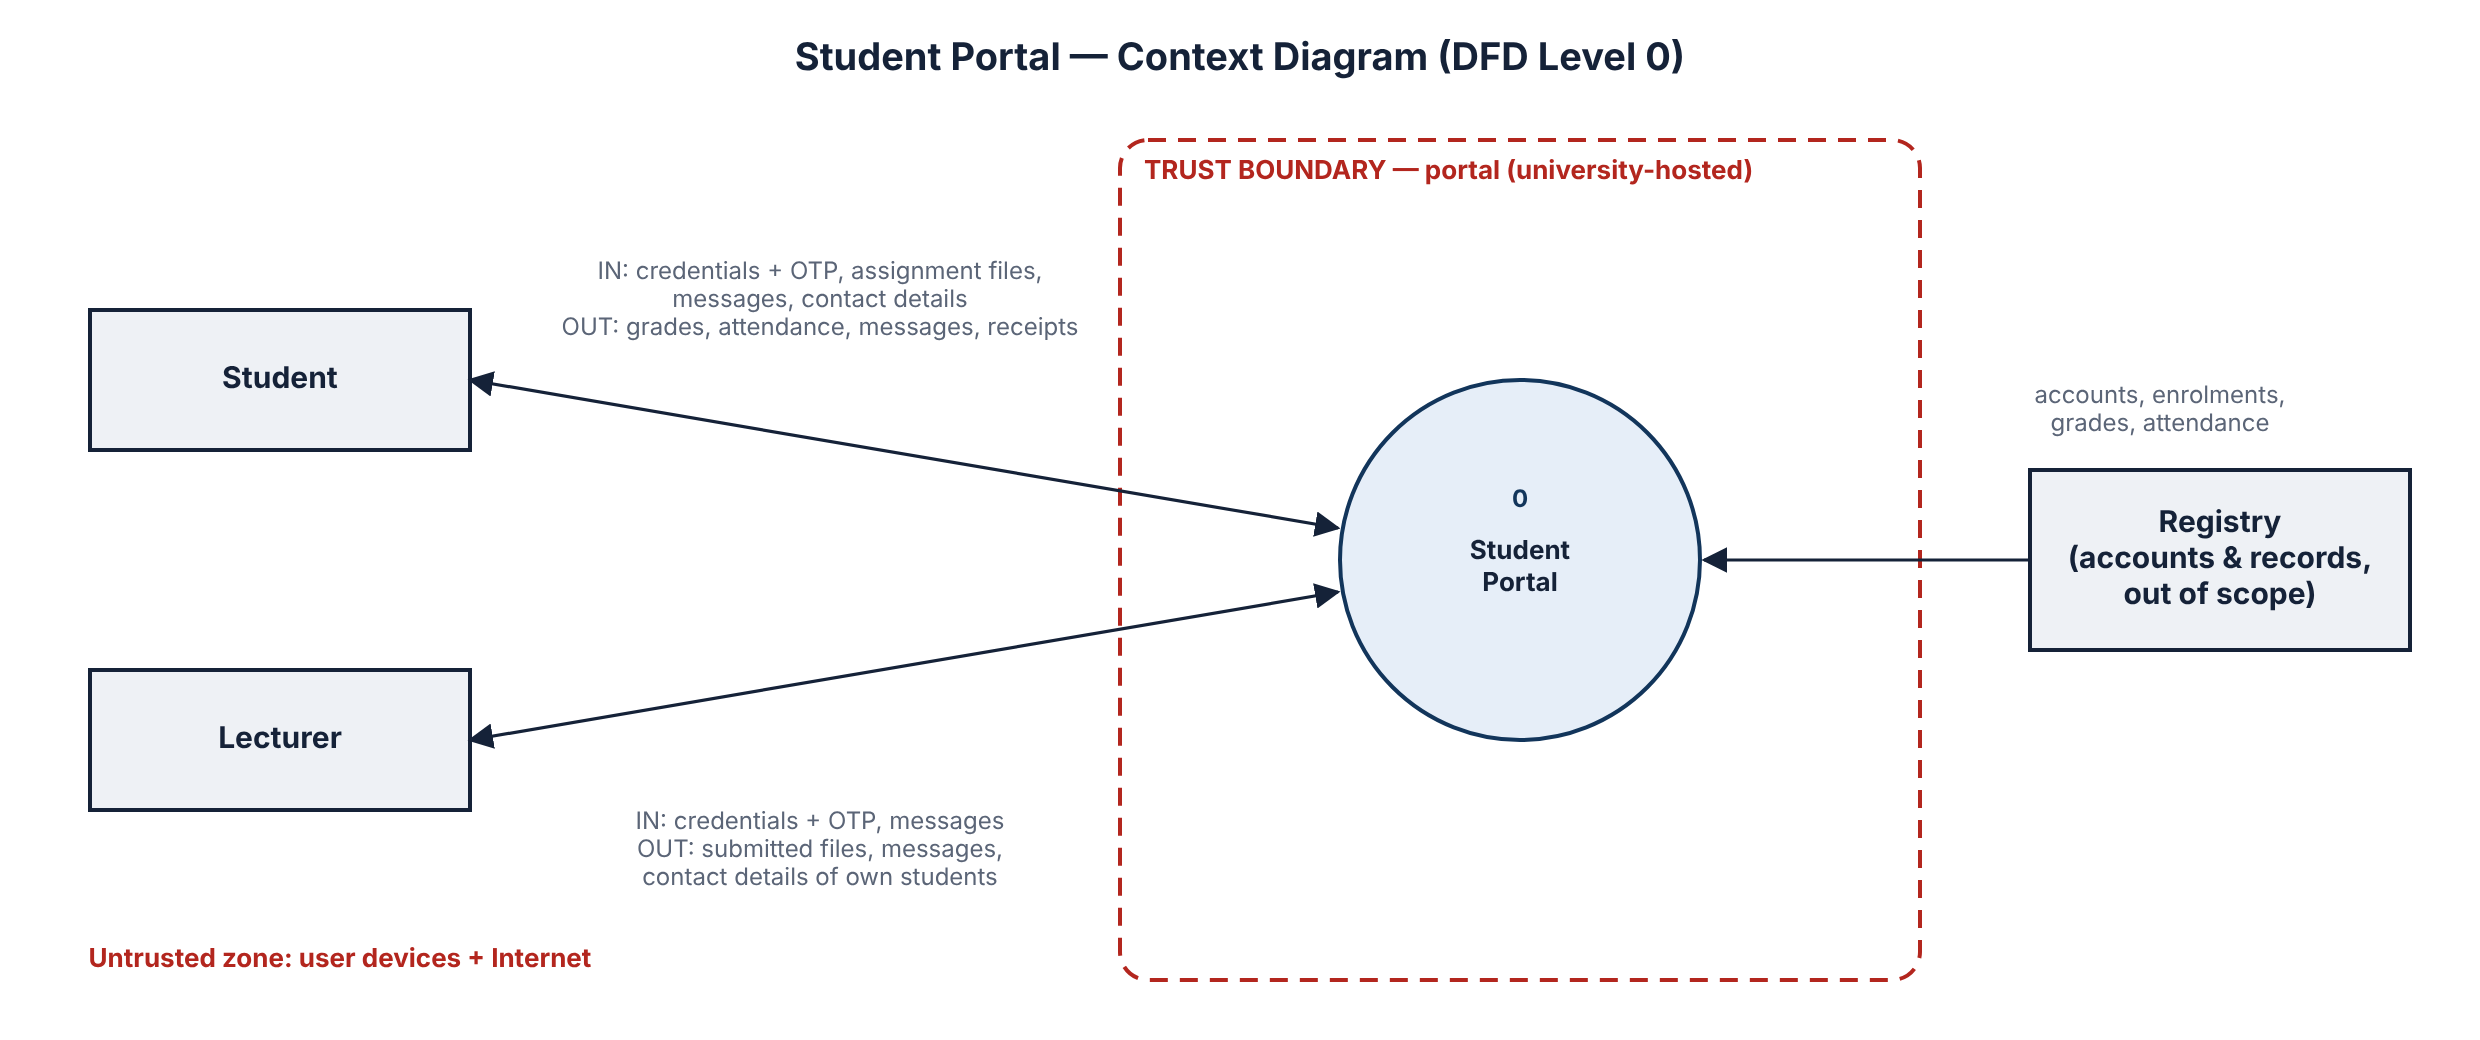 Student Portal — Context Diagram (DFD Level 0)
TRUST BOUNDARY — portal (university-hosted)
IN: credentials + OTP, assignment files,
messages, contact details
OUT: grades, attendance, messages, receipts
Student
accounts, enrolments,
grades, attendance
0
Student
Portal
Registry
(accounts & records,
out of scope)
Lecturer
IN: credentials + OTP, messages
OUT: submitted files, messages,
contact details of own students
Untrusted zone: user devices + Internet